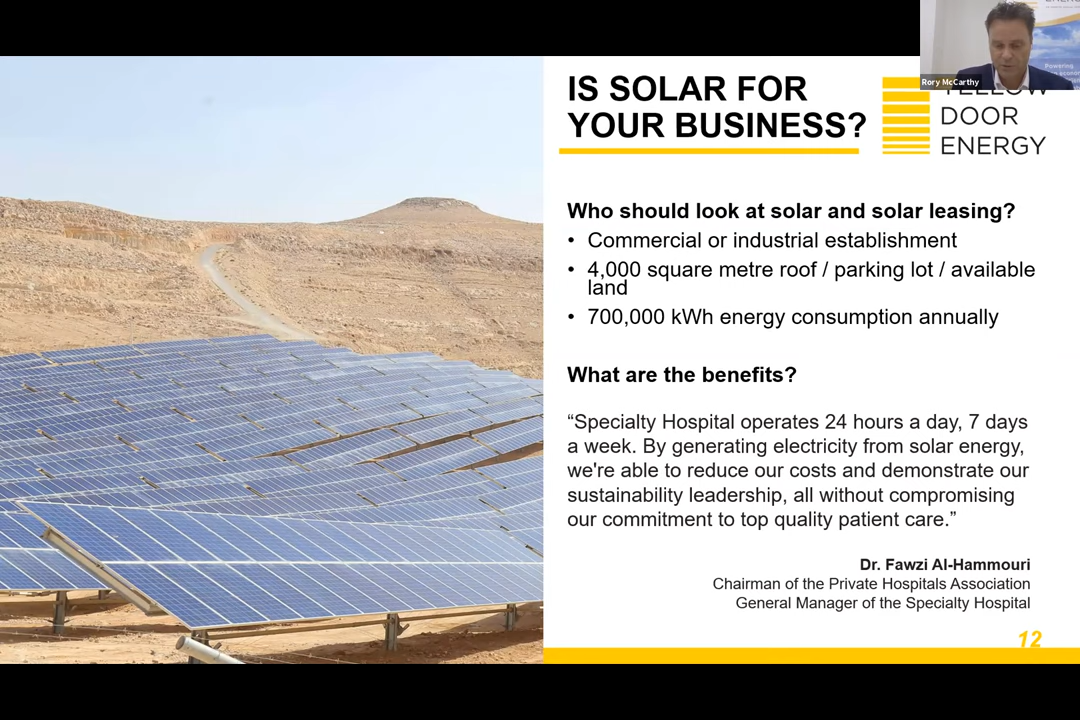 IS SOLAR FOR
YOUR BUSINESS?
Rory McCarthy
DOOR
ENERGY
Who should look at solar and solar leasing?
• Commercial or industrial establishment
• 4,000 square metre roof / parking lot / available
land
• 700,000 kWh energy consumption annually
What are the benefits?
“Specialty Hospital operates 24 hours a day, 7 days
a week. By generating electricity from solar energy,
we're able to reduce our costs and demonstrate our
sustainability leadership, all without compromising
our commitment to top quality patient care.”
Dr. Fawzi Al-Hammouri
Chairman of the Private Hospitals Association
General Manager of the Specialty Hospital
12